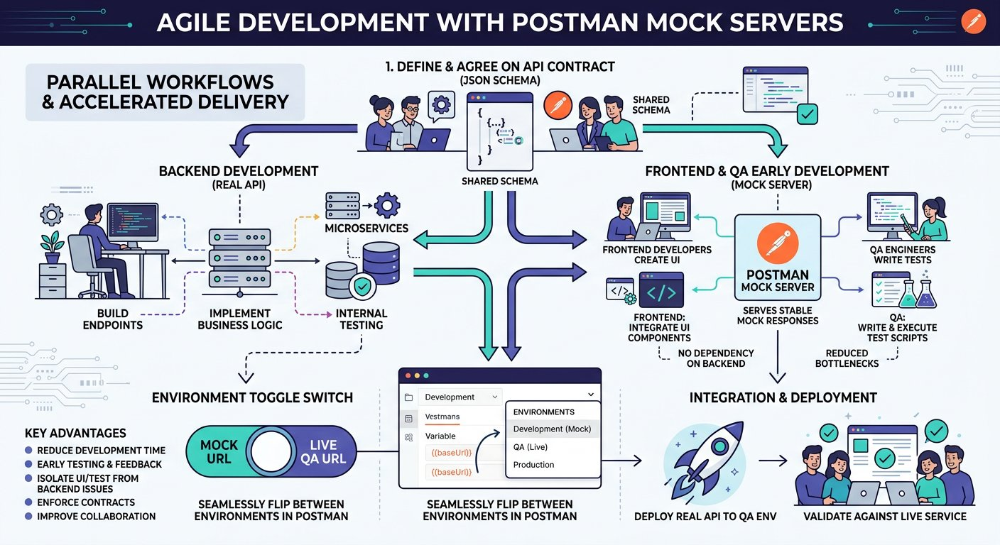 AGILE DEVELOPMENT WITH POSTMAN MOCK SERVERS
PARALLEL WORKFLOWS
& ACCELERATED DELIVERY
1. DEFINE & AGREE ON API CONTRACT
(JSON SCHEMA)
SHARED
SCHEMA
{
{...}
}
}
SHARED SCHEMA
BACKEND DEVELOPMENT
(REAL API)
MICROSERVICES
BUILD
ENDPOINTS
IMPLEMENT
BUSINESS LOGIC
INTERNAL
TESTING
FRONTEND & QA EARLY DEVELOPMENT
(MOCK SERVER)
FRONTEND DEVELOPERS
CREATE UI
QA ENGINEERS
WRITE TESTS
POSTMAN
MOCK SERVER
</>
</>
FRONTEND:
INTEGRATE UI
COMPONENTS
SERVES STABLE
MOCK RESPONSES
QA:
WRITE & EXECUTE
TEST SCRIPTS
NO DEPENDENCY
ON BACKEND
REDUCED
BOTTLENECKS
ENVIRONMENT TOGGLE SWITCH
MOCK
URL
LIVE
QA URL
SEAMLESSLY FLIP BETWEEN
ENVIRONMENTS IN POSTMAN
KEY ADVANTAGES
REDUCE DEVELOPMENT TIME
EARLY TESTING & FEEDBACK
ISOLATE UI/TEST FROM
BACKEND ISSUES
ENFORCE CONTRACTS
IMPROVE COLLABORATION
Development
Vestmans
Variable
{{baseUrl}}
{{baseUrl}}
ENVIRONMENTS
Development (Mock)
QA (Live)
Production
SEAMLESSLY FLIP BETWEEN
ENVIRONMENTS IN POSTMAN
INTEGRATION & DEPLOYMENT
DEPLOY REAL API TO QA ENV
VALIDATE AGAINST LIVE SERVICE